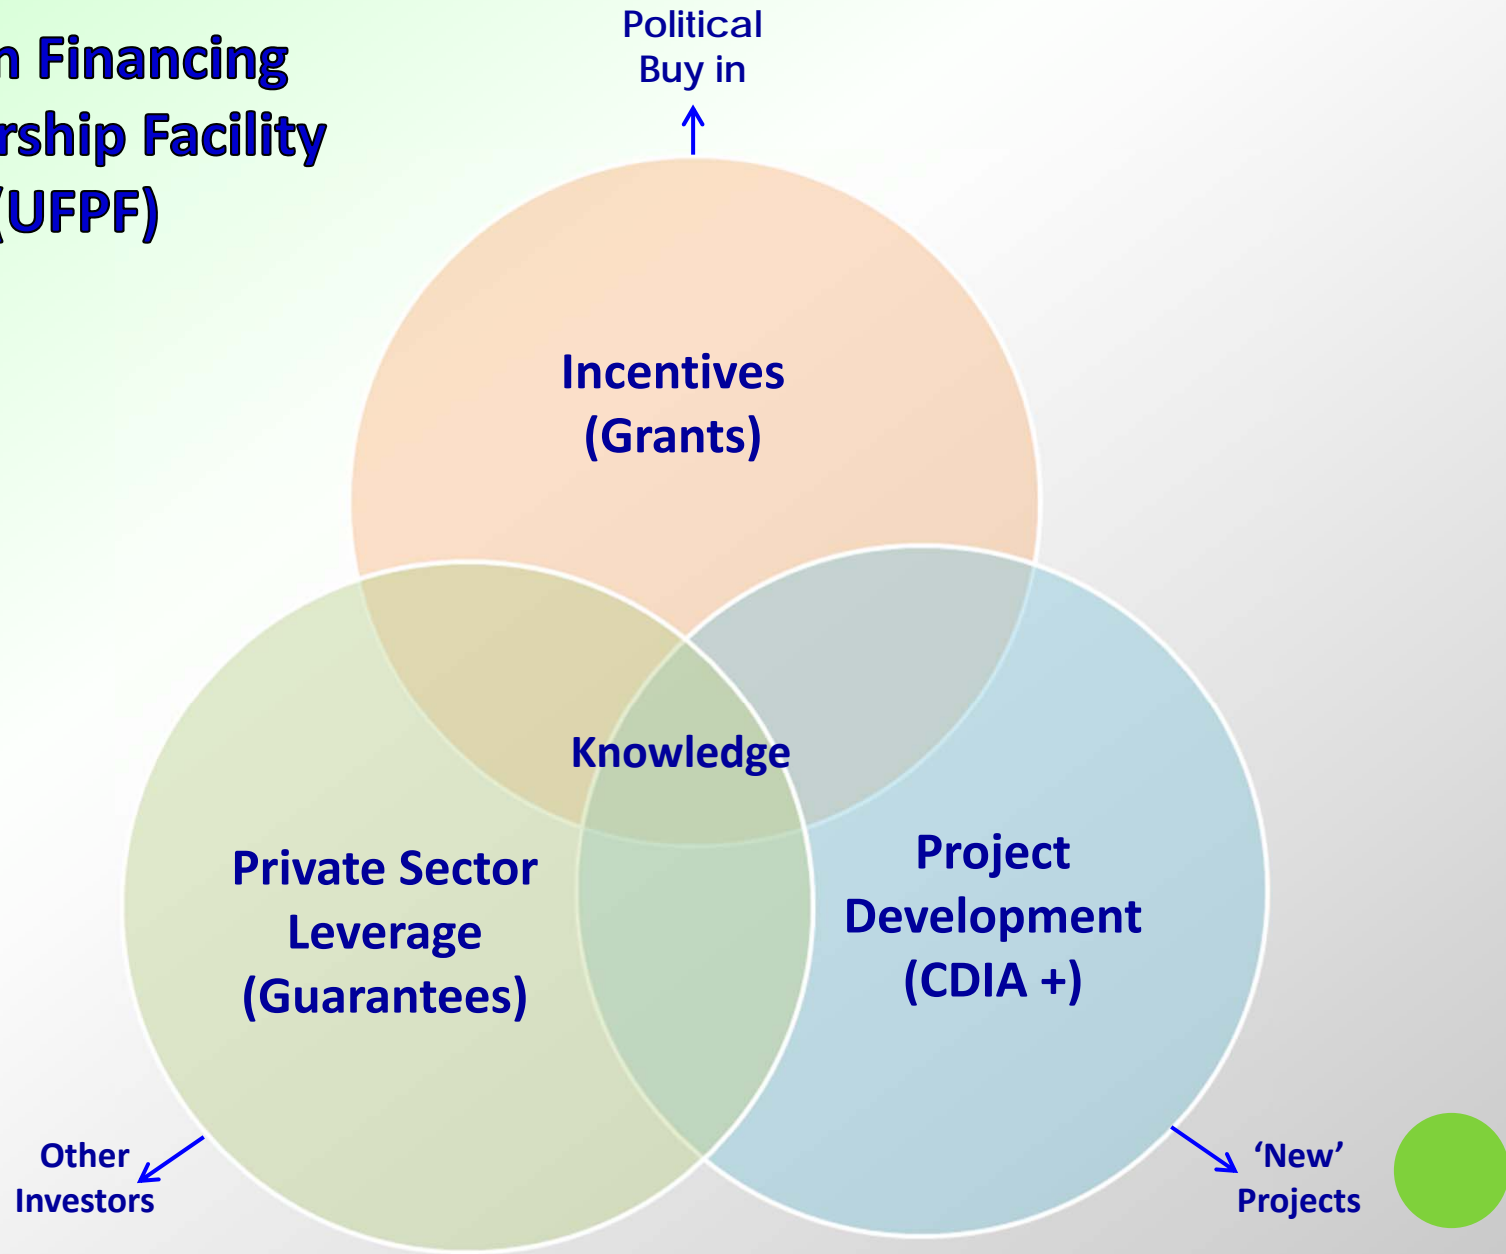 n Financing
rship Facility
(UFPF)
Political
Buy in
Incentives
(Grants)
Knowledge
Private Sector
Leverage
(Guarantees)
Project
Development
(CDIA +)
Other
Investors
‘New’
Projects